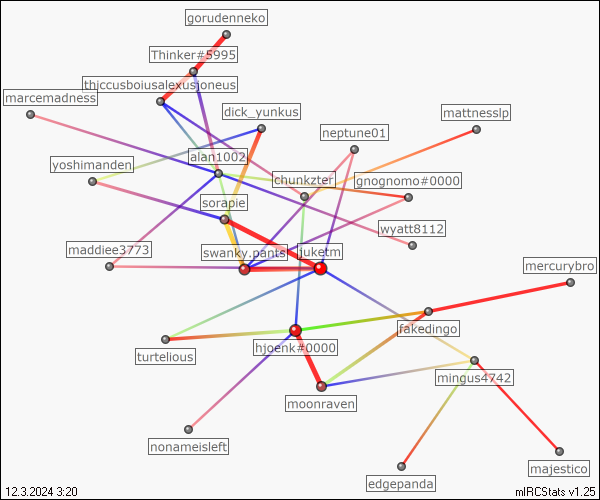 gorudenneko
Thinker#5995
thiccusboiusalexusjoneus
marcemadness
dick_yunkus
mattnesslp
neptune01
alan1002
yoshimanden
chunkzter
gnognomo#0000
sorapie
wyatt8112
maddiee3773
swanky.pants
juketm
mercurybro
fakedingo
hjoenk#0000
turtelious
mingus4742
moonraven
nonameisleft
majestico
edgepanda
12.3.2024 3:20
mIRCStats v1.25